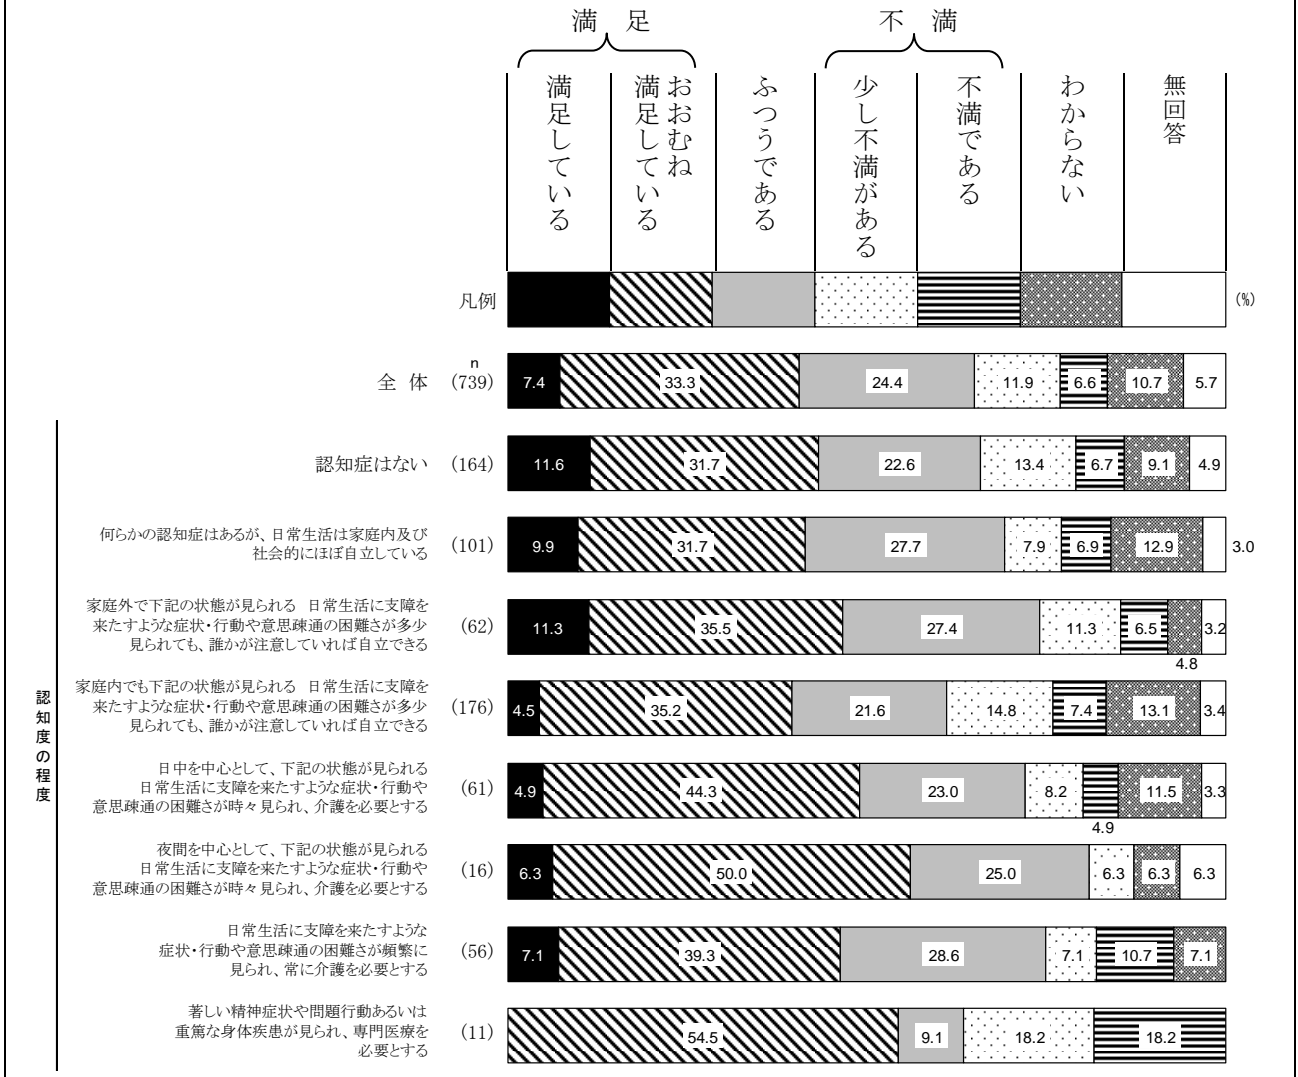 満　足
不　満
満足している
おおむね
満足している
ふつうである
少し不満がある
不満である
わからない
無回答
凡例
(%)
n
全 体 (739) 7.4 33.3 24.4 11.9 6.6 10.7 5.7
認知度の程度
認知症はない (164) 11.6 31.7 22.6 13.4 6.7 9.1 4.9
何らかの認知症はあるが、日常生活は家庭内及び
社会的にほぼ自立している
(101) 9.9 31.7 27.7 7.9 6.9 12.9 3.0
家庭外で下記の状態が見られる　日常生活に支障を
来たすような症状・行動や意思疎通の困難さが多少
見られても、誰かが注意していれば自立できる
(62) 11.3 35.5 27.4 11.3 6.5 4.8 3.2
家庭内でも下記の状態が見られる　日常生活に支障を
来たすような症状・行動や意思疎通の困難さが多少
見られても、誰かが注意していれば自立できる
(176) 4.5 35.2 21.6 14.8 7.4 13.1 3.4
日中を中心として、下記の状態が見られる
日常生活に支障を来たすような症状・行動や
意思疎通の困難さが時々見られ、介護を必要とする
(61) 4.9 44.3 23.0 8.2 4.9 11.5 3.3
夜間を中心として、下記の状態が見られる
日常生活に支障を来たすような症状・行動や
意思疎通の困難さが時々見られ、介護を必要とする
(16) 6.3 50.0 25.0 6.3 6.3 6.3
日常生活に支障を来たすような
症状・行動や意思疎通の困難さが頻繁に
見られ、常に介護を必要とする
(56) 7.1 39.3 28.6 7.1 10.7 7.1
著しい精神症状や問題行動あるいは
重篤な身体疾患が見られ、専門医療を
必要とする
(11) 54.5 9.1 18.2 18.2